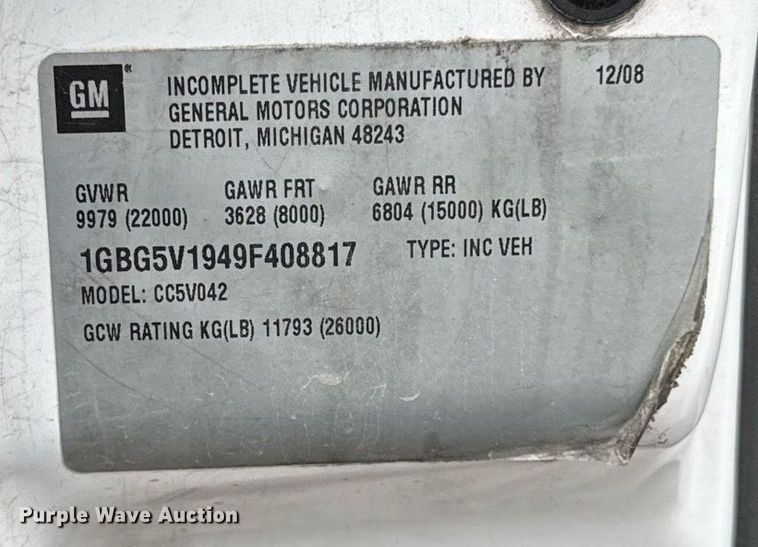 GM®
INCOMPLETE VEHICLE MANUFACTURED BY 12/08
GENERAL MOTORS CORPORATION
DETROIT, MICHIGAN 48243
GVWR GAWR FRT GAWR RR
9979 (22000) 3628 (8000) 6804 (15000) KG(LB)
1GBG5V1949F408817 TYPE: INC VEH
MODEL: CC5V042
GCW RATING KG(LB) 11793 (26000)
Purple Wave Auction